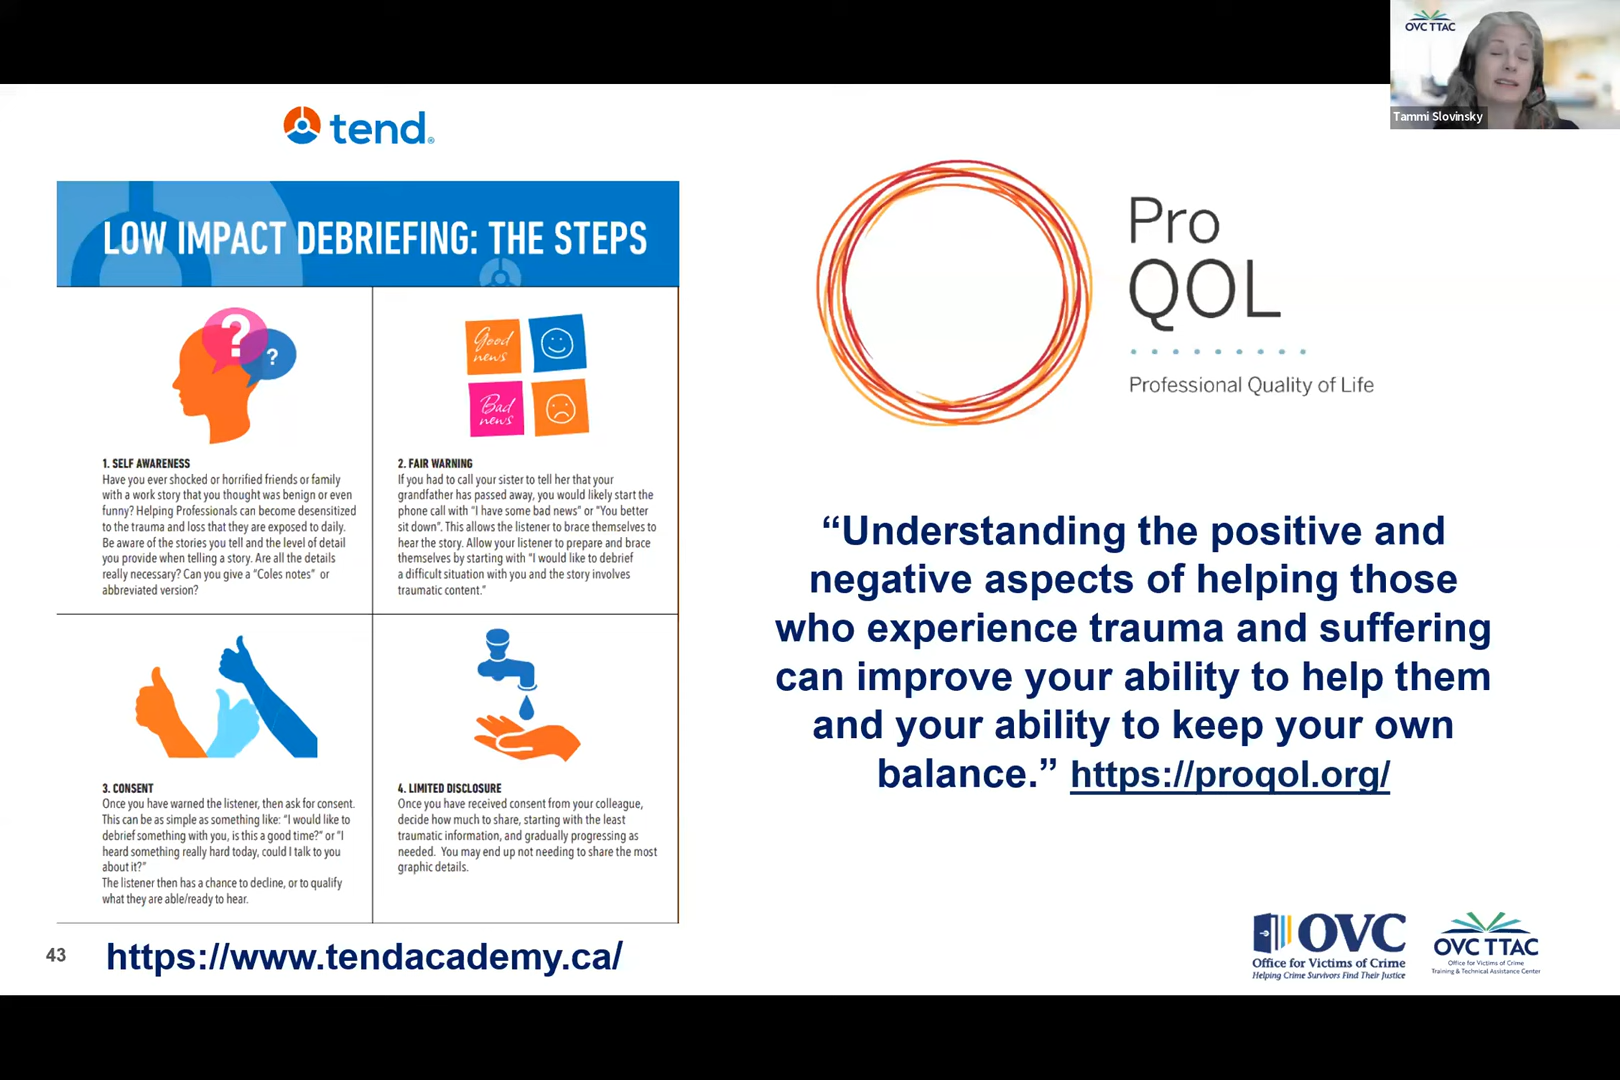 OVC TTAC
Tammi Slovinsky
tend®
LOW IMPACT DEBRIEFING: THE STEPS
?
?
1. SELF AWARENESS
Have you ever shocked or horrified friends or family
with a work story that you thought was benign or even
funny? Helping Professionals can become desensitized
to the trauma and loss that they are exposed to daily.
Be aware of the stories you tell and the level of detail
you provide when telling a story. Are all the details
really necessary? Can you give a “Coles notes” or
abbreviated version?
Good
news
Bad
news
2. FAIR WARNING
If you had to call your sister to tell her that your
grandfather has passed away, you would likely start the
phone call with “I have some bad news” or “You better
sit down”. This allows the listener to brace themselves to
hear the story. Allow your listener to prepare and brace
themselves by starting with “I would like to debrief
a difficult situation with you and the story involves
traumatic content.”
3. CONSENT
Once you have warned the listener, then ask for consent.
This can be as simple as something like: “I would like to
debrief something with you, is this a good time?” or “I
heard something really hard today, could I talk to you
about it?”
The listener then has a chance to decline, or to qualify
what they are able/ready to hear.
4. LIMITED DISCLOSURE
Once you have received consent from your colleague,
decide how much to share, starting with the least
traumatic information, and gradually progressing as
needed. You may end up not needing to share the most
graphic details.
43
https://www.tendacademy.ca/
Pro
QOL
Professional Quality of Life
“Understanding the positive and
negative aspects of helping those
who experience trauma and suffering
can improve your ability to help them
and your ability to keep your own
balance.” https://proqol.org/
OVC
Office for Victims of Crime
Helping Crime Survivors Find Their Justice
OVC TTAC
Office for Victims of Crime
Training & Technical Assistance Center